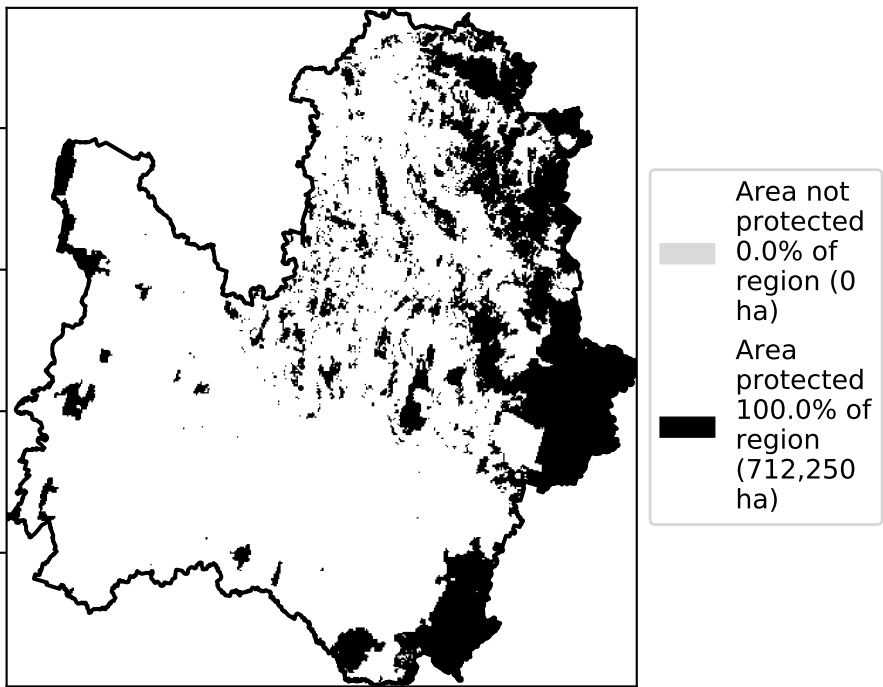 Area not
protected
0.0% of
region (0
ha)
Area
protected
100.0% of
region
(712,250
ha)